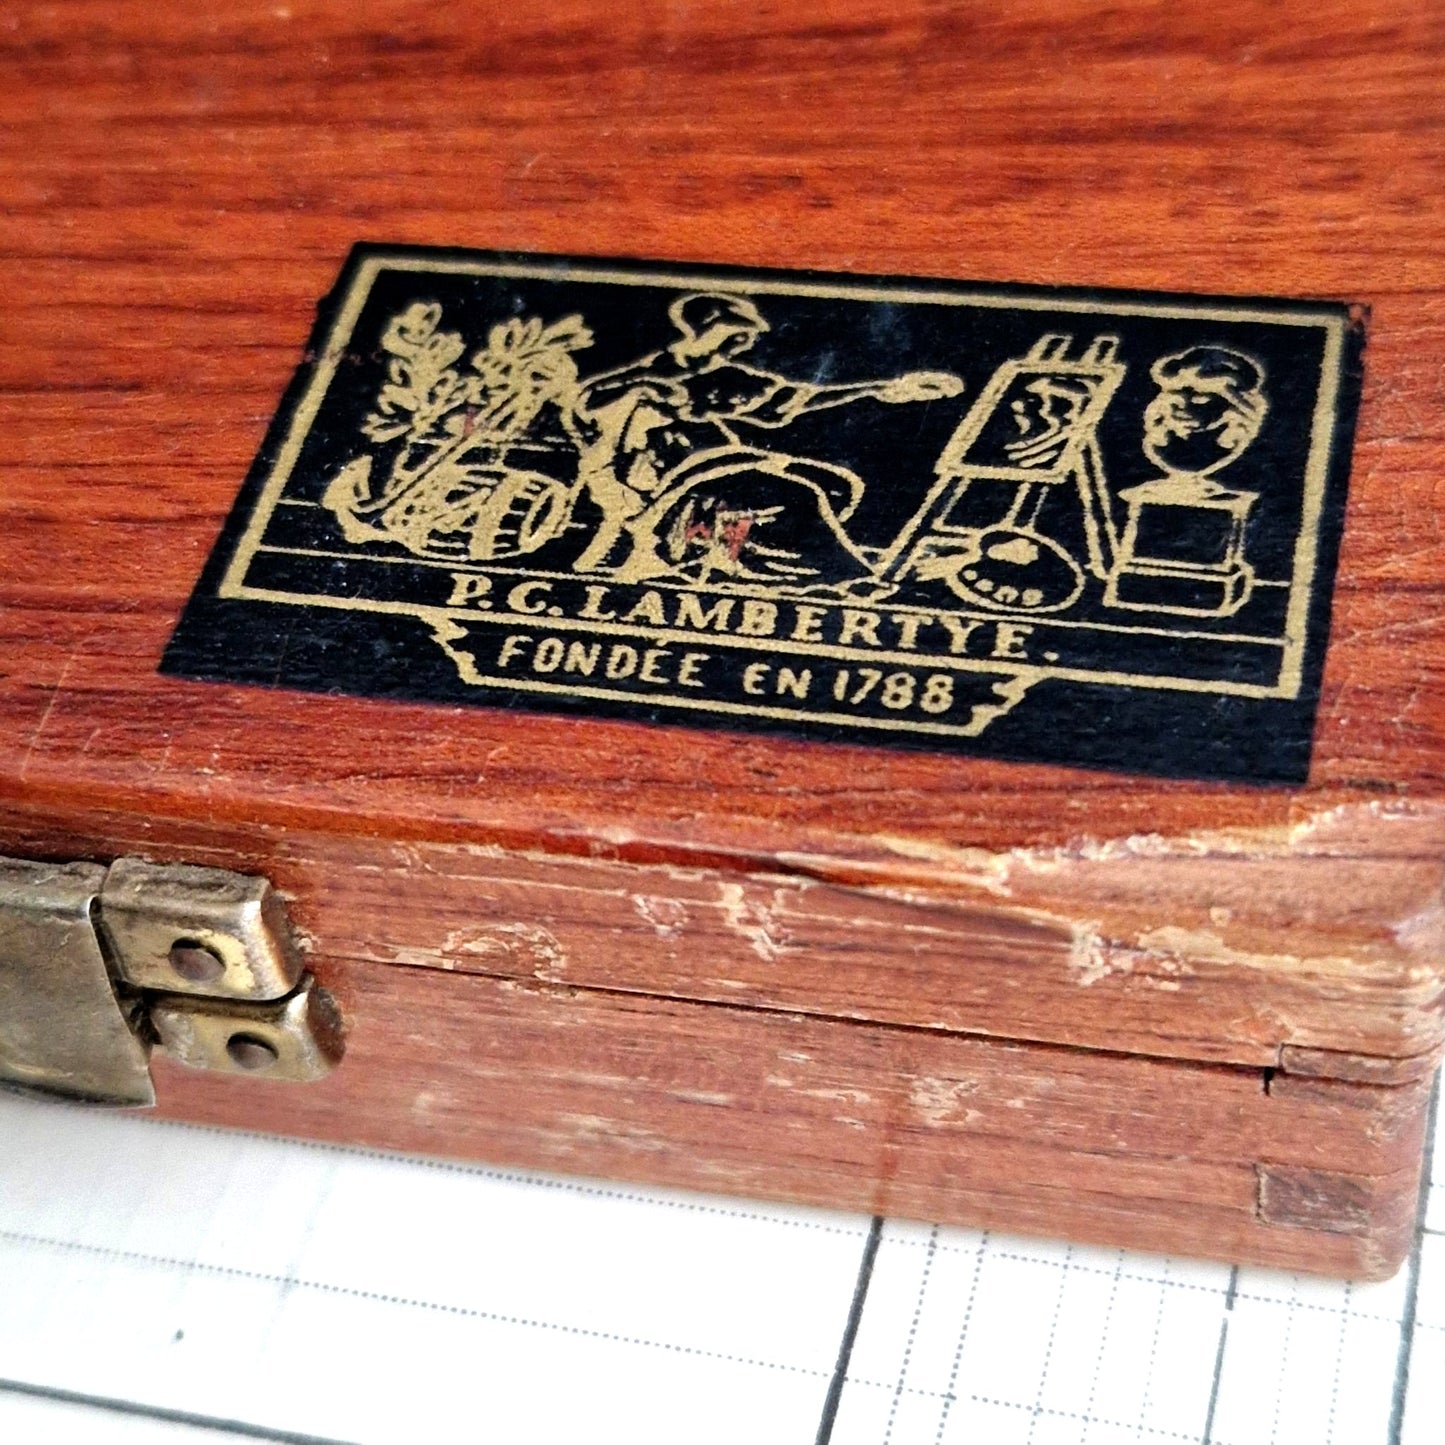 P. C. LAMBERTYE.
FONDÉE EN 1788